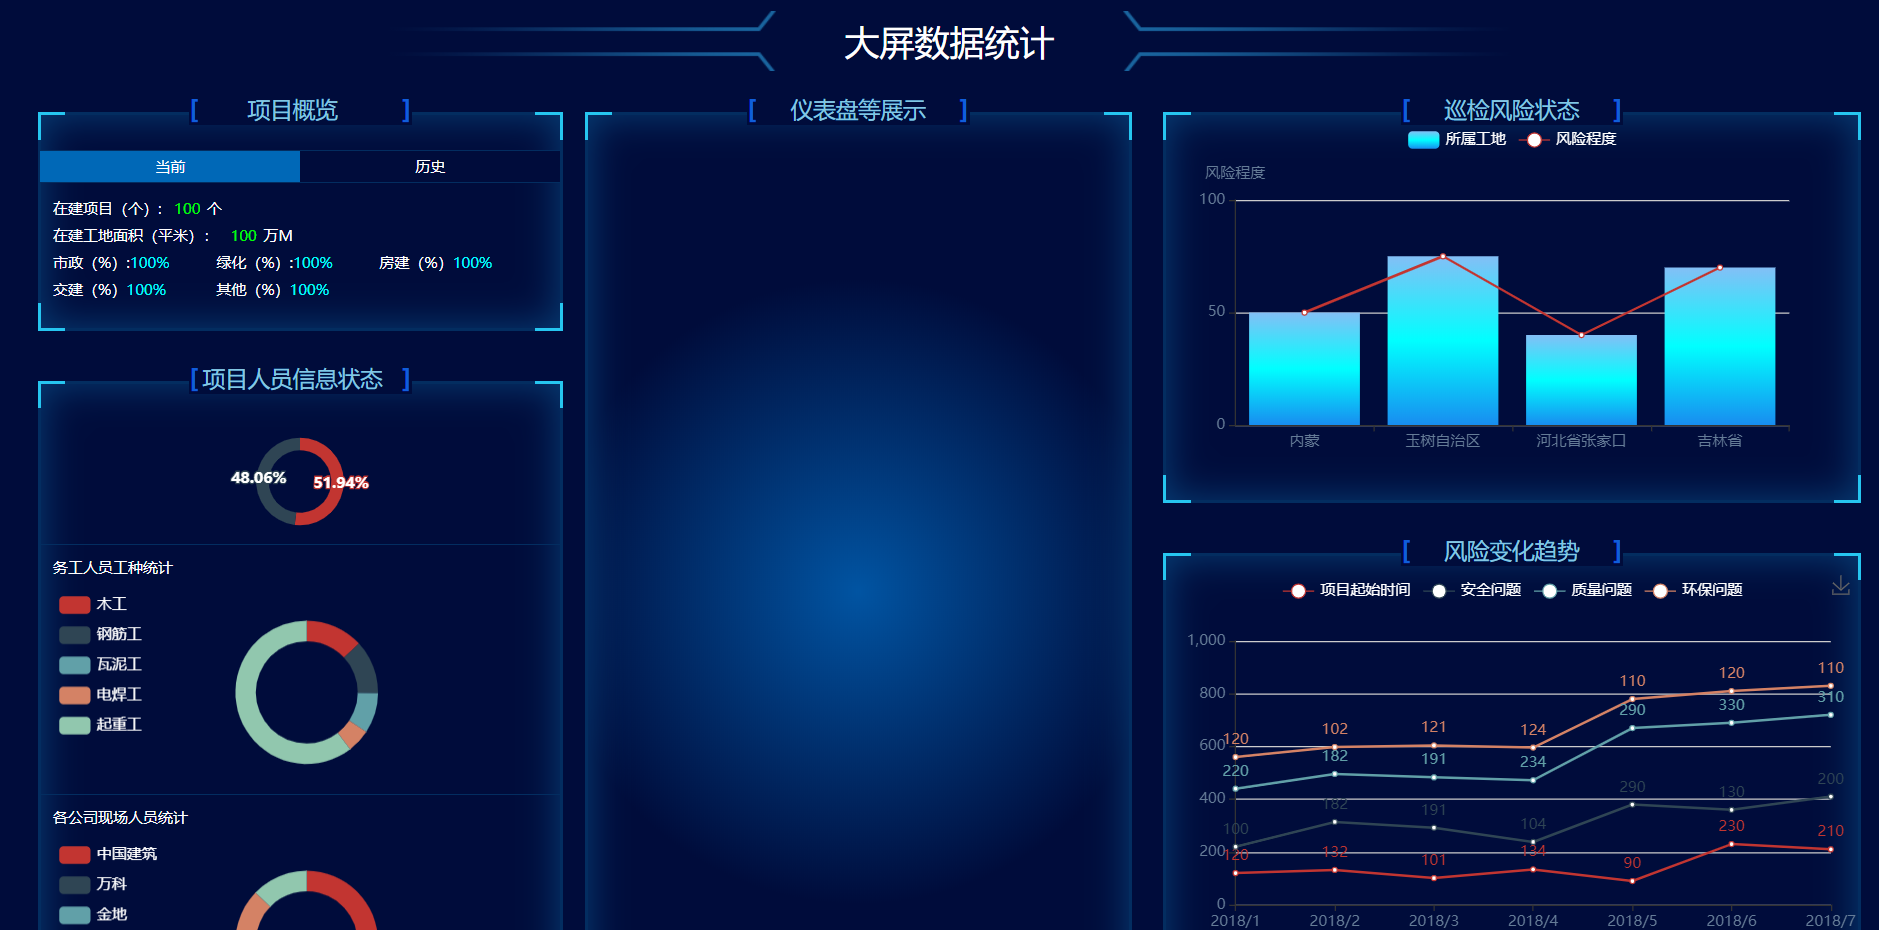 大屏数据统计
[ 项目概览 ]
当前 历史
在建项目（个）： 100 个
在建工地面积（平米）： 100 万M
市政（%）:100% 绿化（%）:100% 房建（%）100%
交建（%）100% 其他（%）100%
[ 项目人员信息状态 ]
48.06% 51.94%
务工人员工种统计
木工
钢筋工
瓦泥工
电焊工
起重工
各公司现场人员统计
中国建筑
万科
金地
[ 仪表盘等展示 ]
[ 巡检风险状态 ]
所属工地 风险程度
风险程度
100
50
0
内蒙 玉树自治区 河北省张家口 吉林省
[ 风险变化趋势 ]
项目起始时间 安全问题 质量问题 环保问题
1,000
800
600
400
200
0
120 102 121 124 110 120 110
220 182 191 234 290 330 310
100 182 191 104 290 130 200
120 132 101 134 90 230 210
2018/1 2018/2 2018/3 2018/4 2018/5 2018/6 2018/7